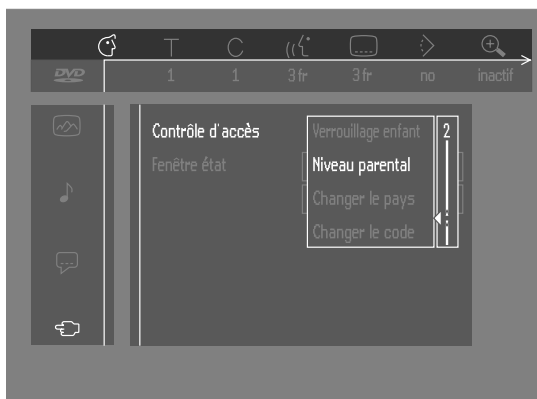 T C
DVD 1 1 3 fr 3 fr no inactif
Contrôle d'accès
Fenêtre état
Verrouillage enfant
Niveau parental
Changer le pays
Changer le code
2